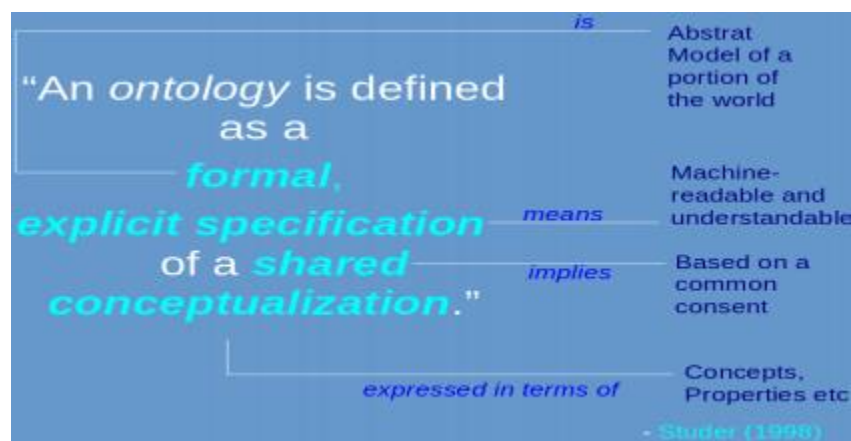 is
Abstrat
Model of a
portion of
the world
“An ontology is defined
as a
formal,
explicit specification
of a shared
conceptualization.”
means
Machine-
readable and
understandable
implies
Based on a
common
consent
expressed in terms of
Concepts,
Properties etc
- Studer (1998)